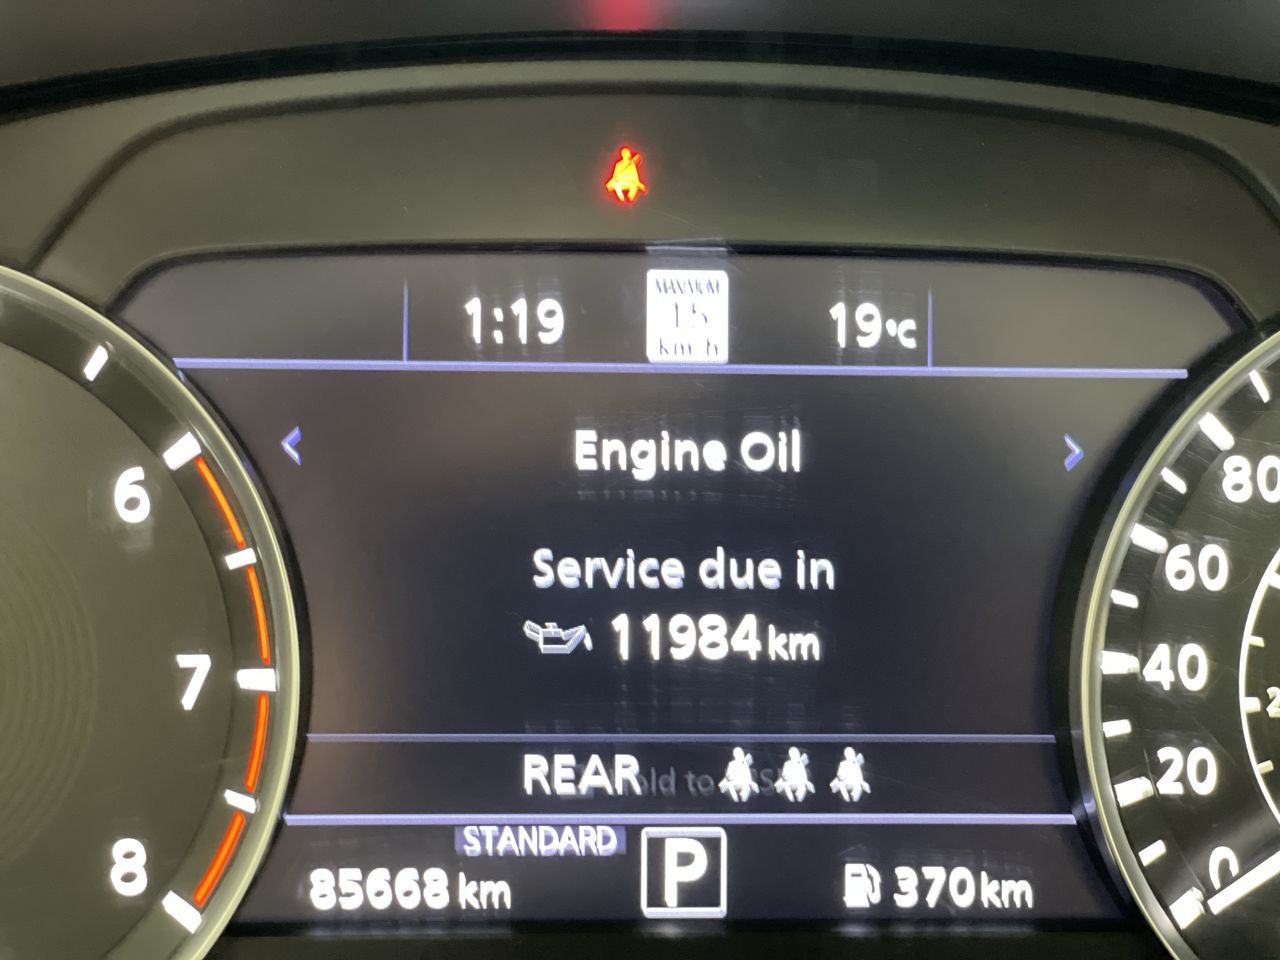 1:19
MAXIMUM
15
km/h
19°C
Engine Oil
Service due in
11984 km
REAR
STANDARD
85668 km
P
370 km
6
7
8
80
60
40
20
0